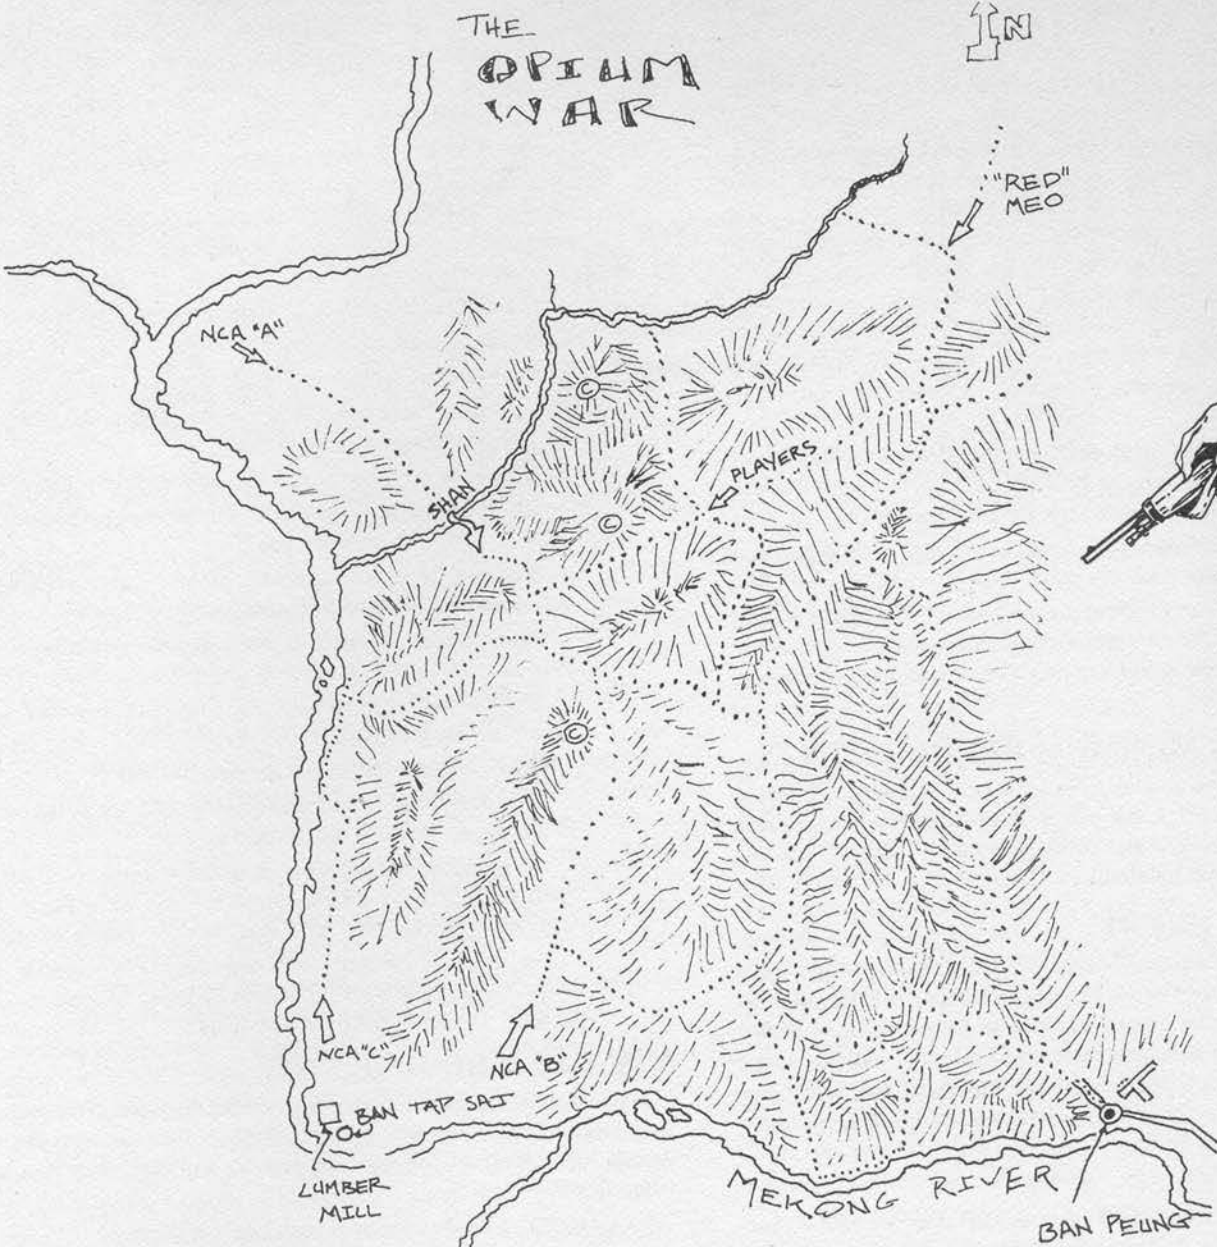 THE
OPIUM
WAR
N
"RED"
MEO
NCA "A"
PLAYERS
SHAN
C
C
C
NCA "C"
NCA "B"
BAN TAP SAI
LUMBER
MILL
MEKONG RIVER
BAN PEUNG